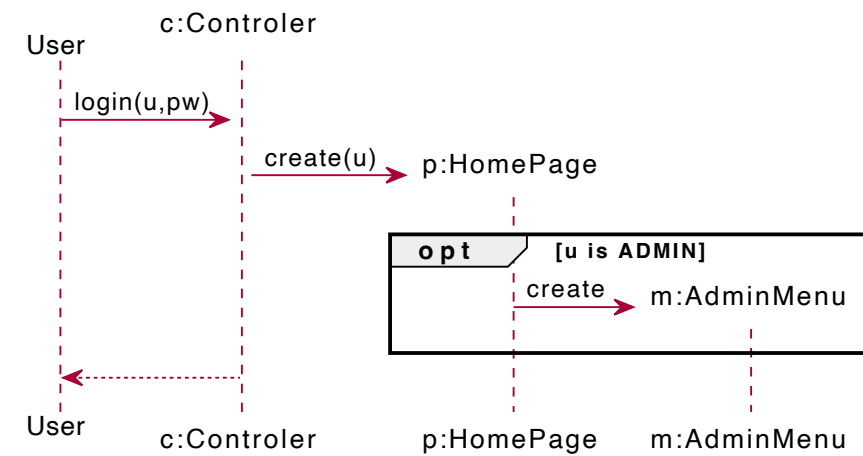 User
c:Controler
login(u,pw)
create(u)
p:HomePage
opt
[u is ADMIN]
create
m:AdminMenu
User
c:Controler
p:HomePage
m:AdminMenu